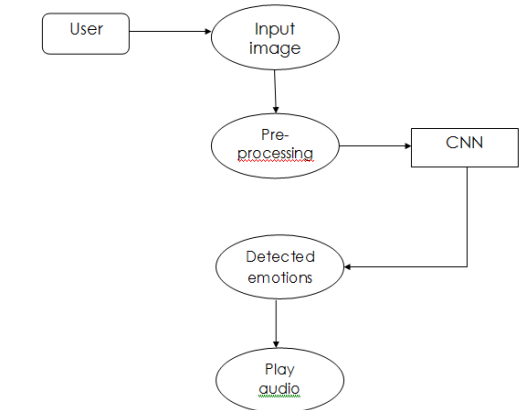 User
Input
image
Pre-
processing
CNN
Detected
emotions
Play
audio